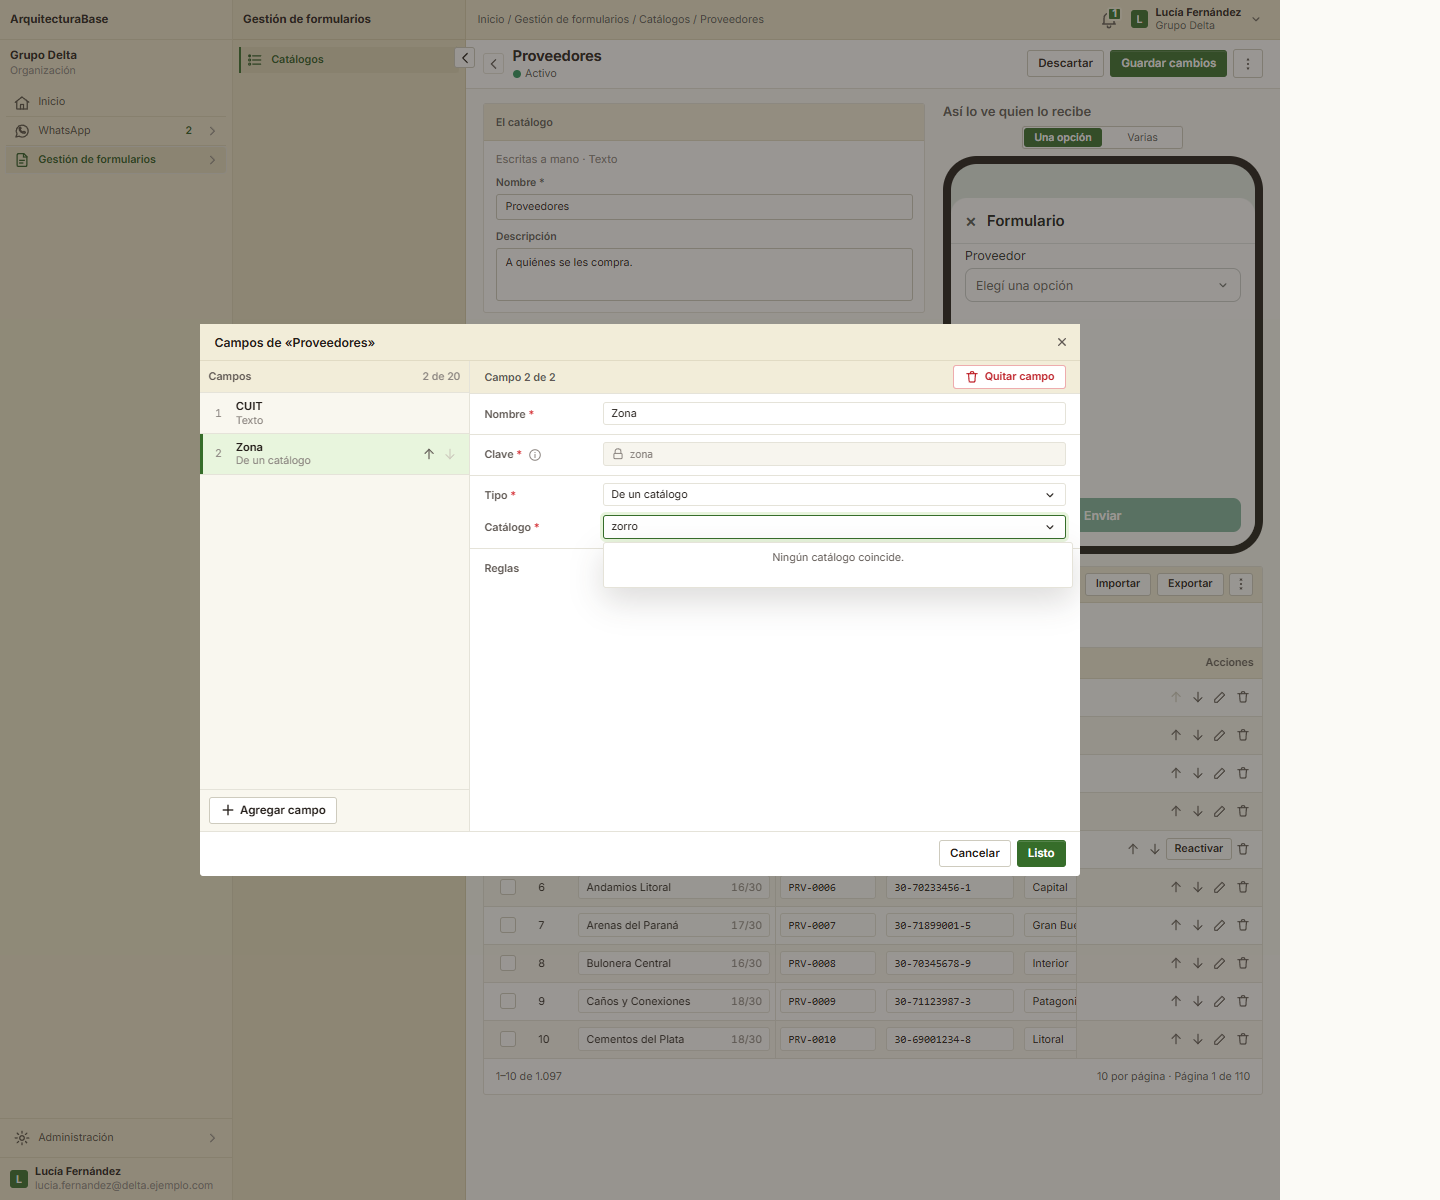 ArquitecturaBase
Gestión de formularios
Inicio / Gestión de formularios / Catálogos / Proveedores
1
L
Lucía Fernández
Grupo Delta
Grupo Delta
Organización
Inicio
WhatsApp 2
Gestión de formularios
Catálogos
Proveedores
Activo
Descartar
Guardar cambios
El catálogo
Escritas a mano · Texto
Nombre *
Proveedores
Descripción
A quiénes se les compra.
Así lo ve quien lo recibe
Una opción
Varias
Formulario
Proveedor
Elegí una opción
Enviar
Campos de «Proveedores»
Campos 2 de 20
1 CUIT
Texto
2 Zona
De un catálogo
Agregar campo
Campo 2 de 2
Quitar campo
Nombre * Zona
Clave * zona
Tipo * De un catálogo
Catálogo * zorro
Ningún catálogo coincide.
Reglas
Cancelar
Listo
Importar
Exportar
Acciones
Reactivar
6 Andamios Litoral 16/30 PRV-0006 30-70233456-1 Capital
7 Arenas del Paraná 17/30 PRV-0007 30-71899001-5 Gran Bue
8 Bulonera Central 16/30 PRV-0008 30-70345678-9 Interior
9 Caños y Conexiones 18/30 PRV-0009 30-71123987-3 Patagoni
10 Cementos del Plata 18/30 PRV-0010 30-69001234-8 Litoral
1–10 de 1.097
10 por página · Página 1 de 110
Administración
L
Lucía Fernández
lucia.fernandez@delta.ejemplo.com